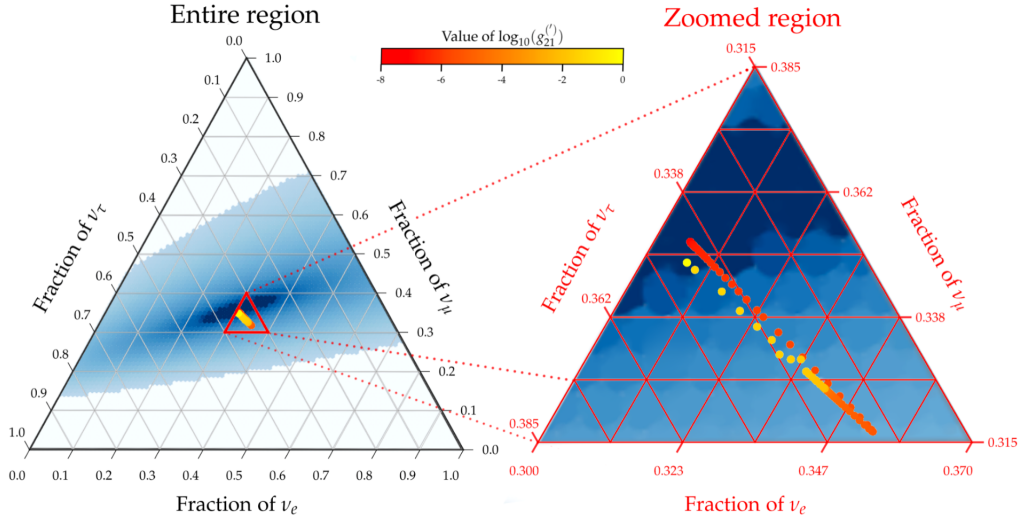 Entire region
Zoomed region
Value of log₁₀(g₂₁⁽′⁾)
-8 -6 -4 -2 0
0.0
0.1
0.2
0.3
0.4
0.5
0.6
0.7
0.8
0.9
1.0
Fraction of ντ
1.0
0.9
0.8
0.7
0.6
0.5
0.4
0.3
0.2
0.1
0.0
Fraction of νμ
0.0 0.1 0.2 0.3 0.4 0.5 0.6 0.7 0.8 0.9 1.0
Fraction of νe
0.315
0.338
0.362
0.385
Fraction of ντ
0.385
0.362
0.338
0.315
Fraction of νμ
0.300 0.323 0.347 0.370
Fraction of νe